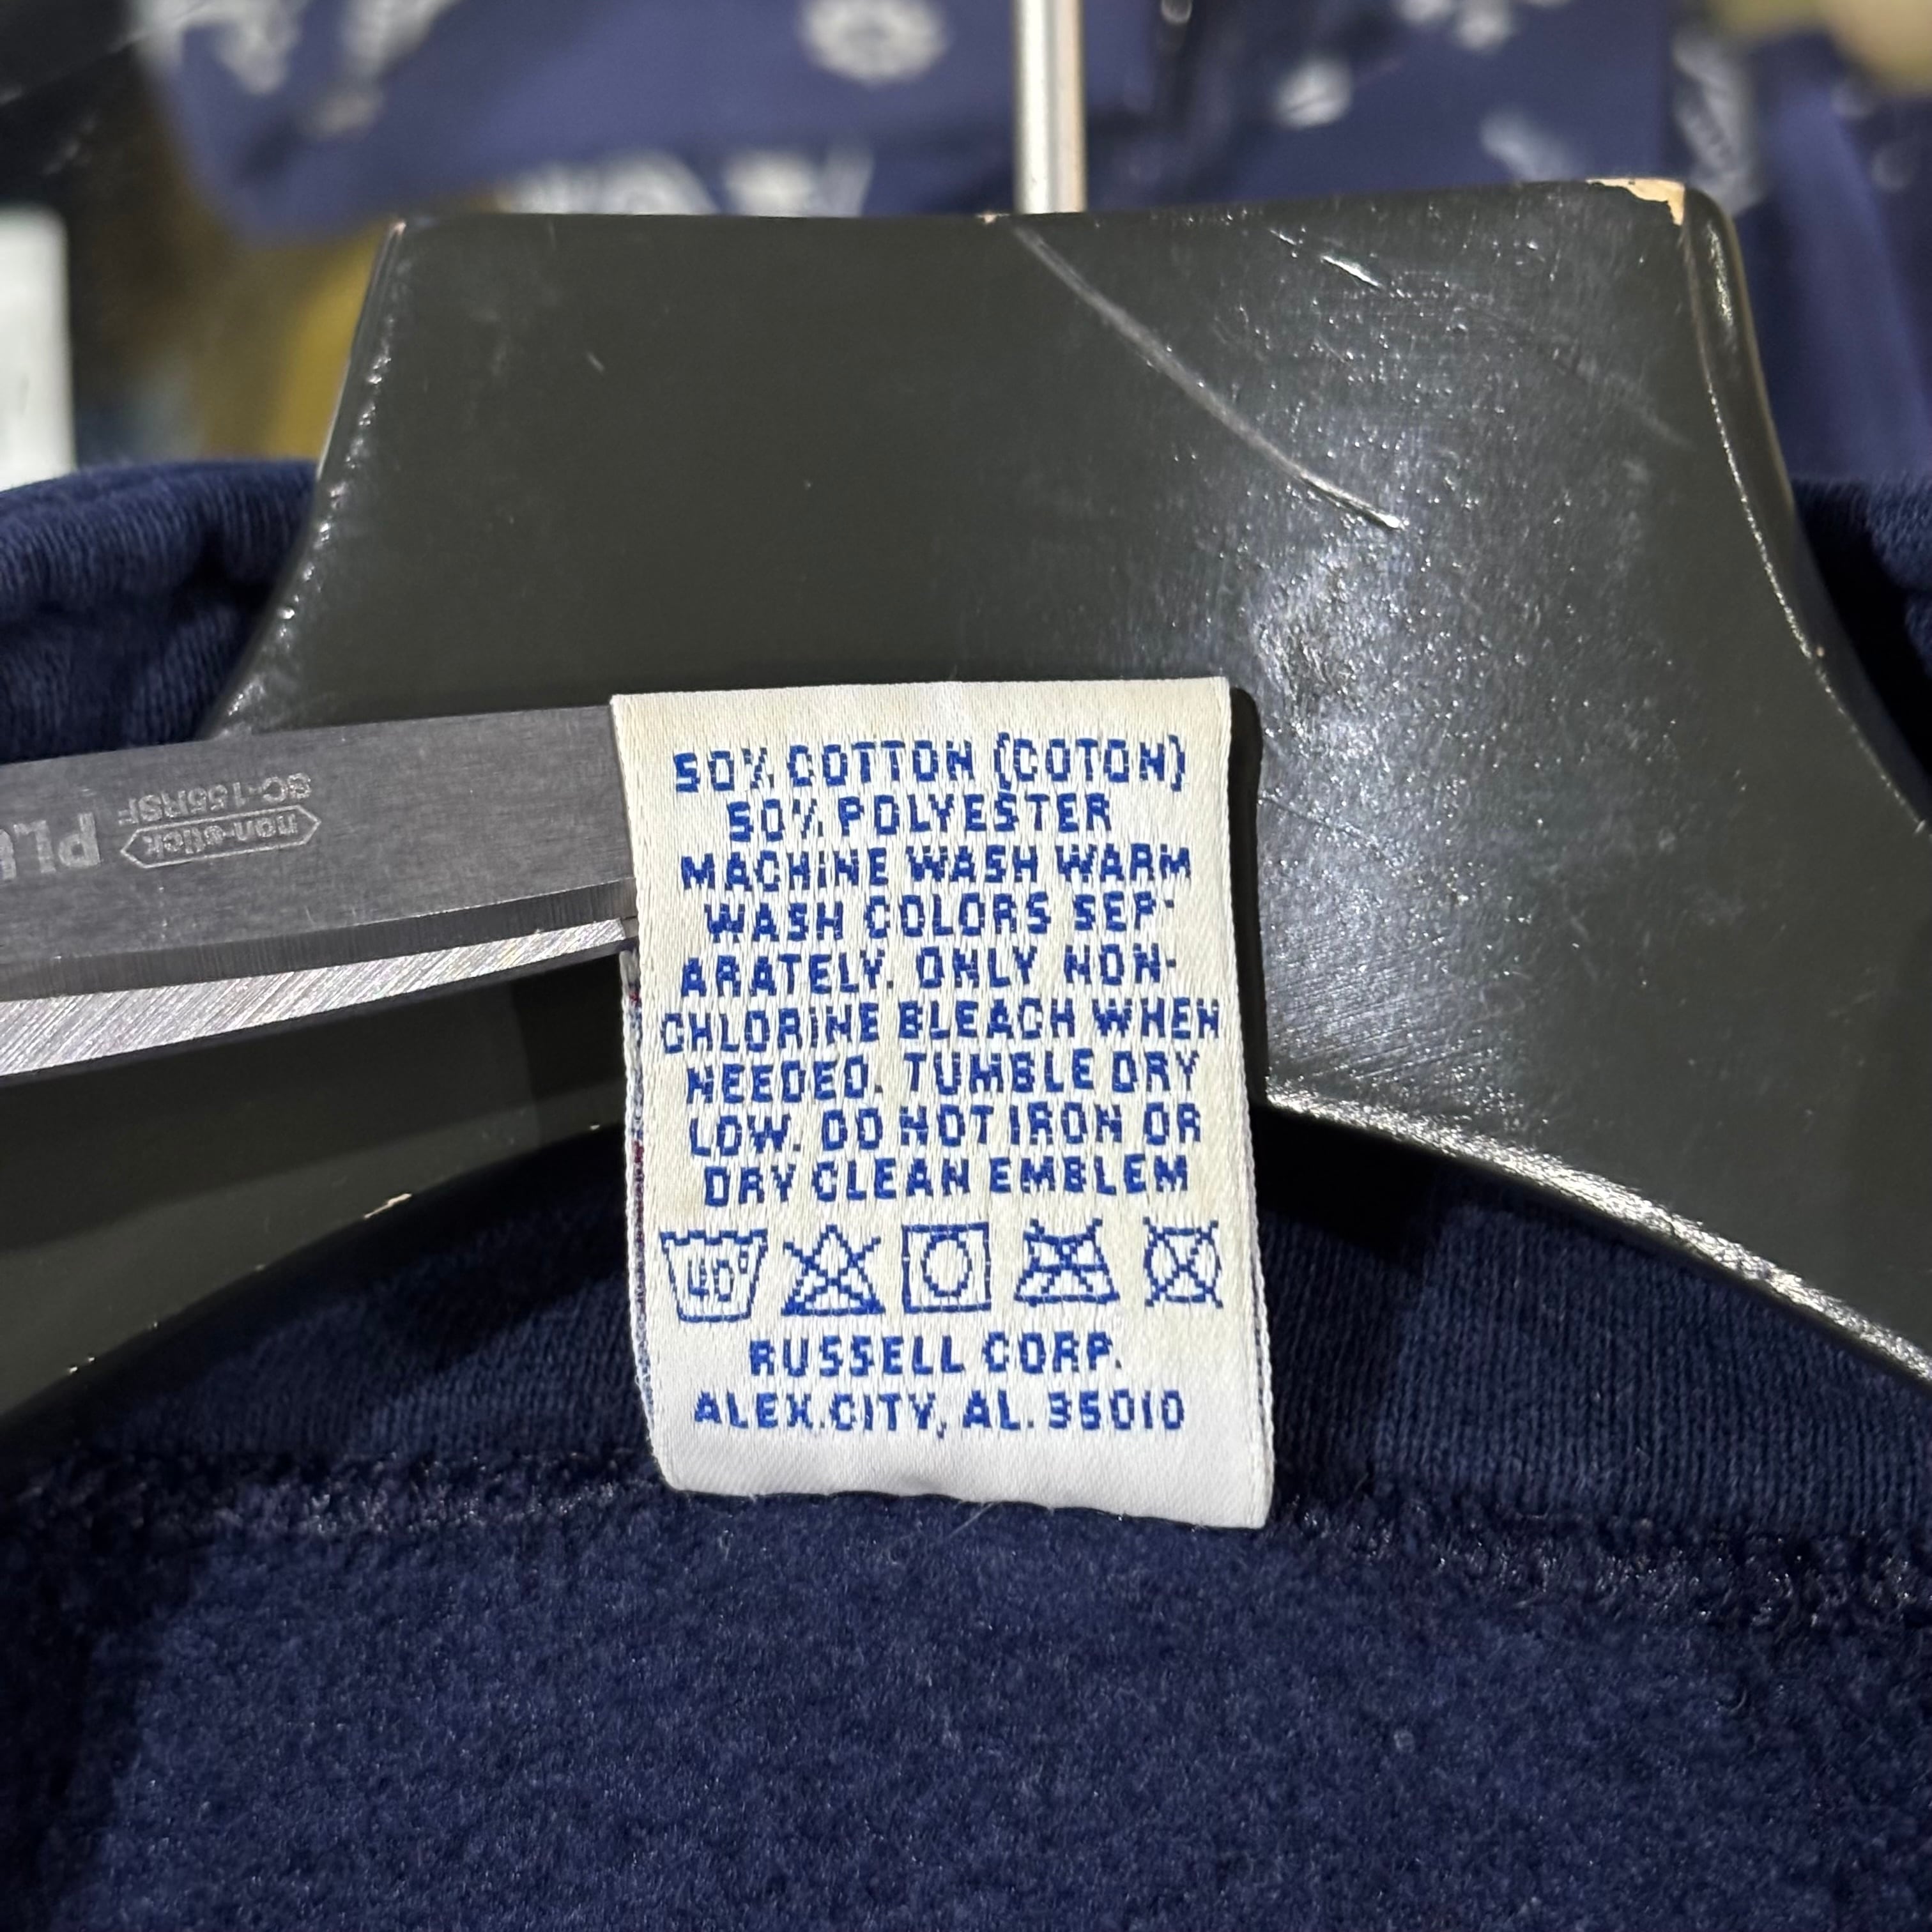 50% COTTON (COTON)
50% POLYESTER
MACHINE WASH WARM
WASH COLORS SEP-
ARATELY. ONLY NON-
CHLORINE BLEACH WHEN
NEEDED. TUMBLE DRY
LOW. DO NOT IRON OR
DRY CLEAN EMBLEM
40°
RUSSELL CORP.
ALEX.CITY, AL. 35010
non-stick
SC-155RSF